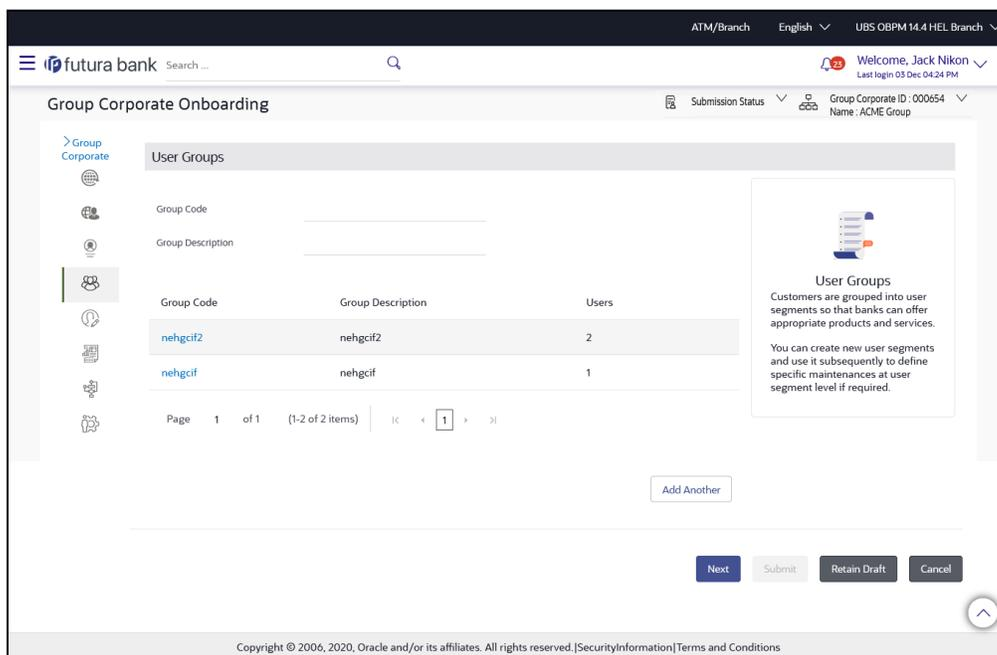 ATM/Branch English UBS OBPM 14.4 HEL Branch
futura bank Search ... 23 Welcome, Jack Nikon
Last login 03 Dec 04:24 PM
Group Corporate Onboarding Submission Status Group Corporate ID : 000654
Name : ACME Group
Group
Corporate
User Groups
Group Code
Group Description
Group Code Group Description Users
nehgcif2 nehgcif2 2
nehgcif nehgcif 1
Page 1 of 1 (1-2 of 2 items) 1
User Groups
Customers are grouped into user
segments so that banks can offer
appropriate products and services.
You can create new user segments
and use it subsequently to define
specific maintenances at user
segment level if required.
Add Another
Next Submit Retain Draft Cancel
Copyright © 2006, 2020, Oracle and/or its affiliates. All rights reserved.|SecurityInformation|Terms and Conditions